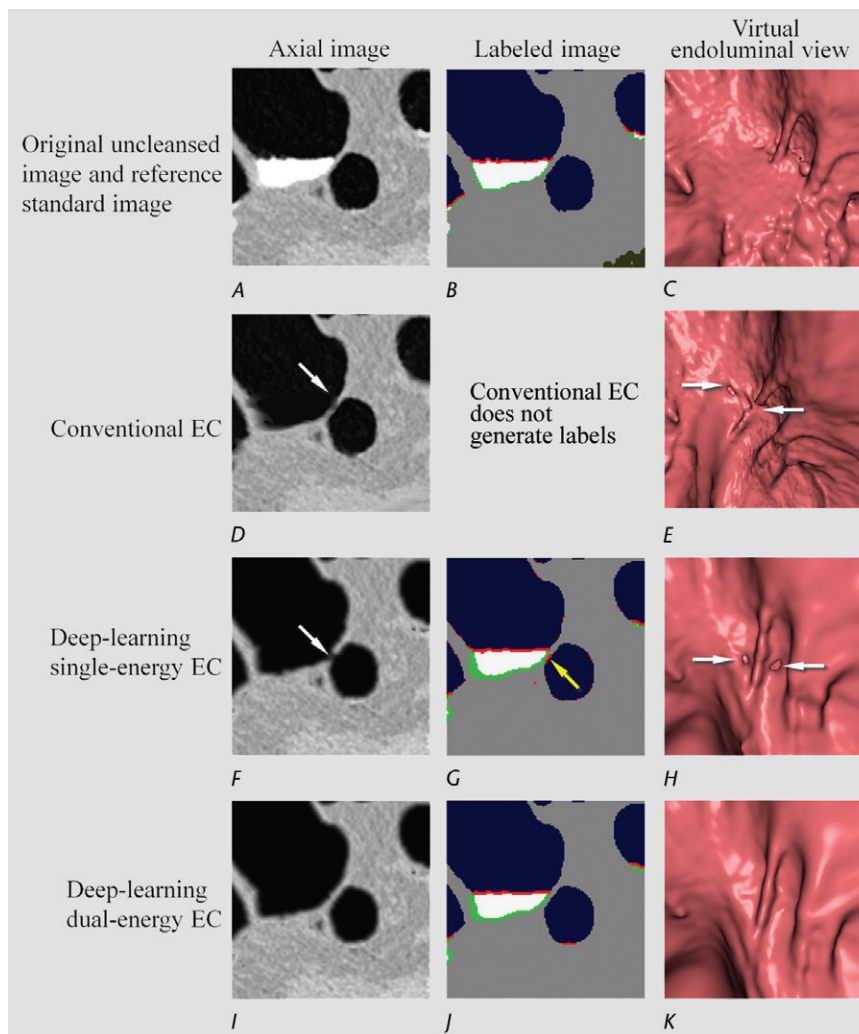 Axial image
Labeled image
Virtual
endoluminal view
Original uncleansed
image and reference
standard image
A
B
C
Conventional EC
Conventional EC
does not
generate labels
D
E
Deep-learning
single-energy EC
F
G
H
Deep-learning
dual-energy EC
I
J
K